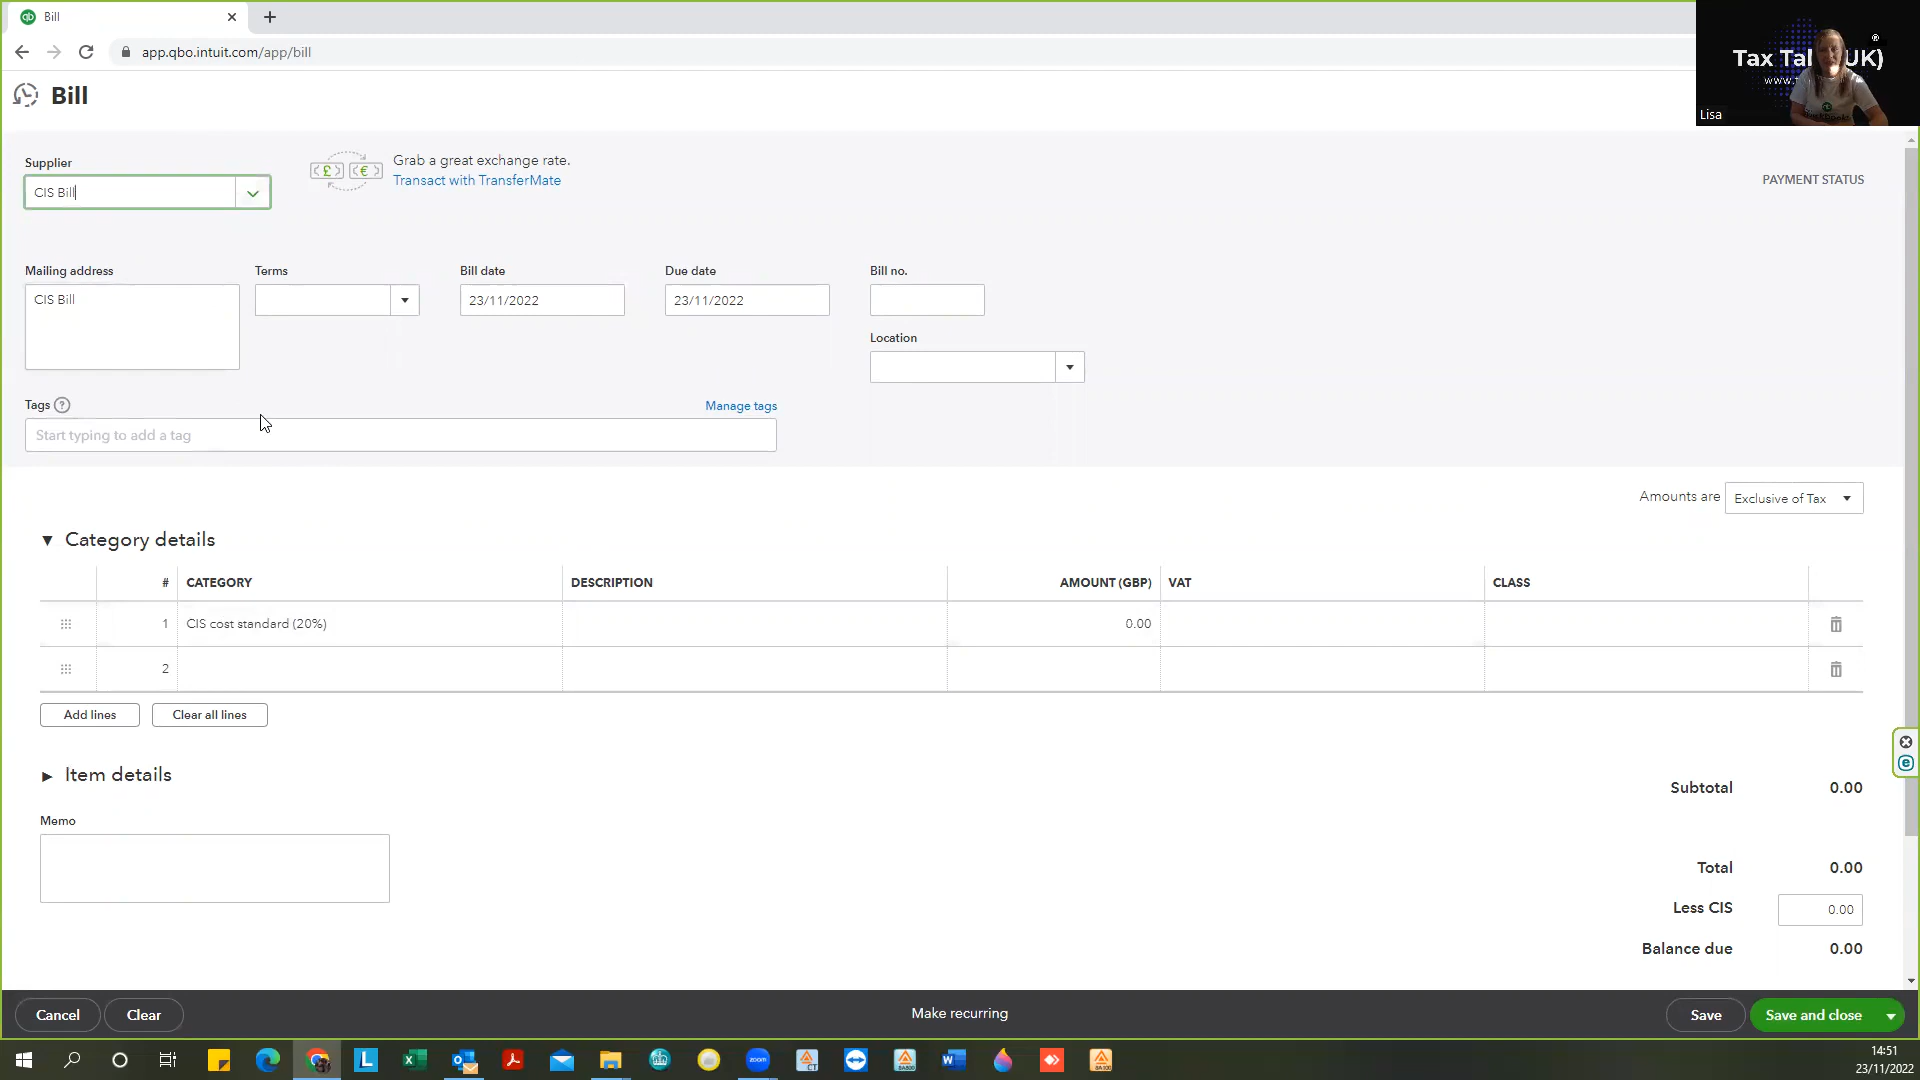 Bill
app.qbo.intuit.com/app/bill
Bill
Tax Tal UK)
®
www.
Lisa
Supplier
CIS Bill
Grab a great exchange rate.
Transact with TransferMate
PAYMENT STATUS
Mailing address
Terms
Bill date
Due date
Bill no.
CIS Bill
23/11/2022
23/11/2022
Location
Tags
Manage tags
Start typing to add a tag
Amounts are Exclusive of Tax
Category details
# CATEGORY DESCRIPTION AMOUNT (GBP) VAT CLASS
1 CIS cost standard (20%) 0.00
2
Add lines
Clear all lines
Item details
Subtotal 0.00
Memo
Total 0.00
Less CIS 0.00
Balance due 0.00
Cancel
Clear
Make recurring
Save
Save and close
14:51
23/11/2022